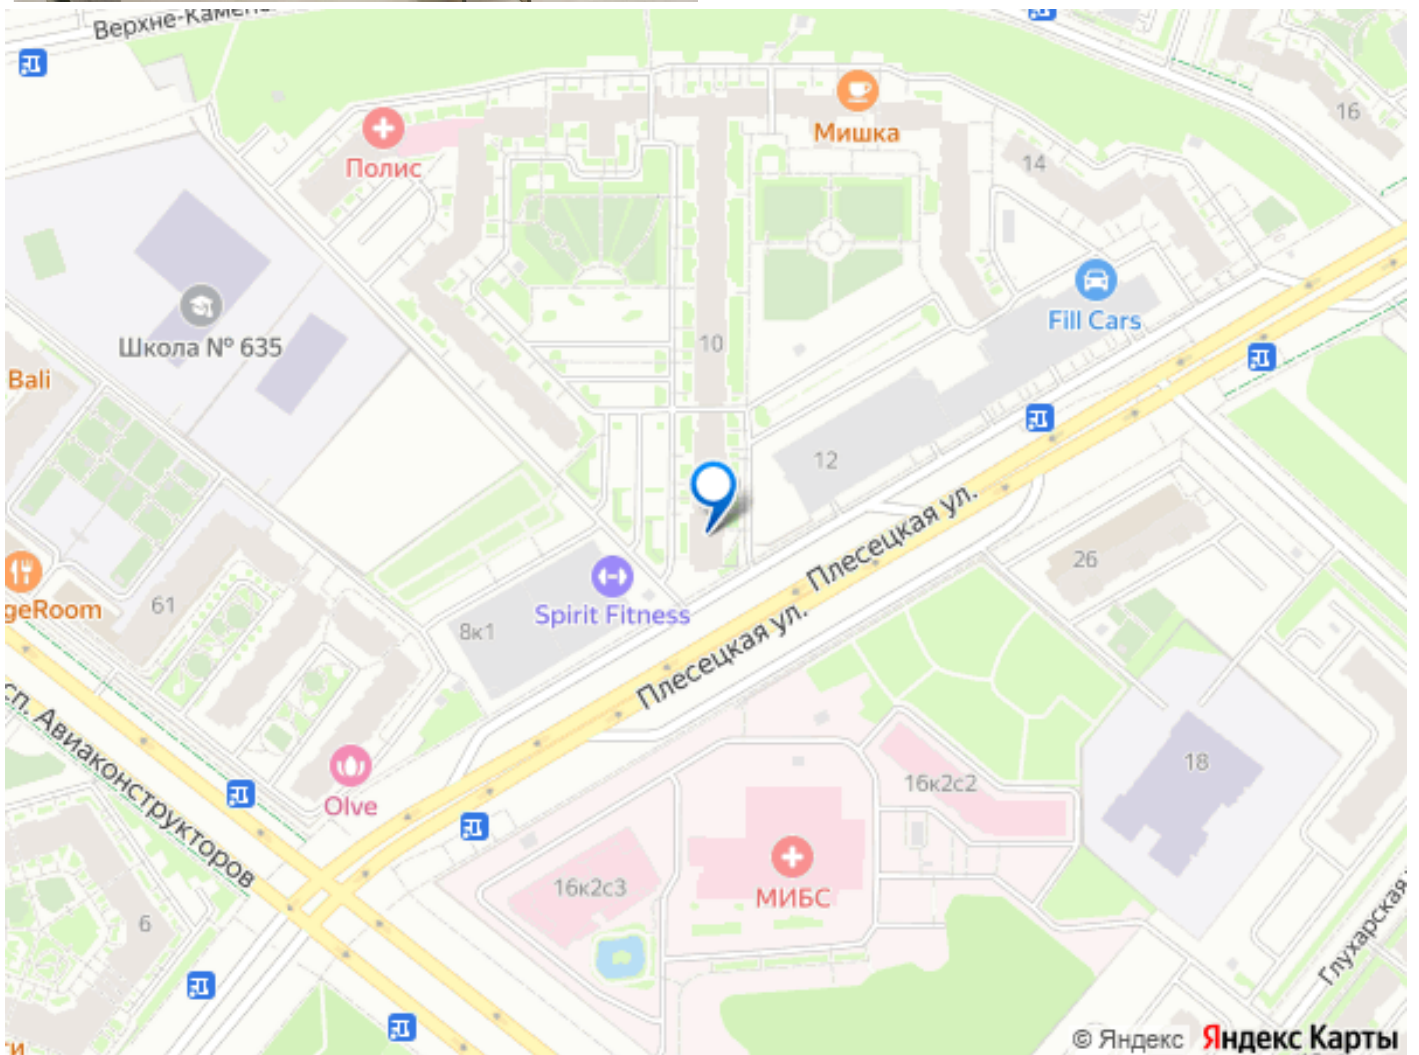 Верхне-Каменс
16
Мишка
Полис
14
Fill Cars
Школа № 635
10
Bali
12
Плесецкая ул.
26
Spirit Fitness
geRoom
61
8к1
Плесецкая ул.
сп. Авиаконструкторов
18
16к2с2
Olve
16к2с3
МИБС
6
Глухарская
© Яндекс Яндекс Карты